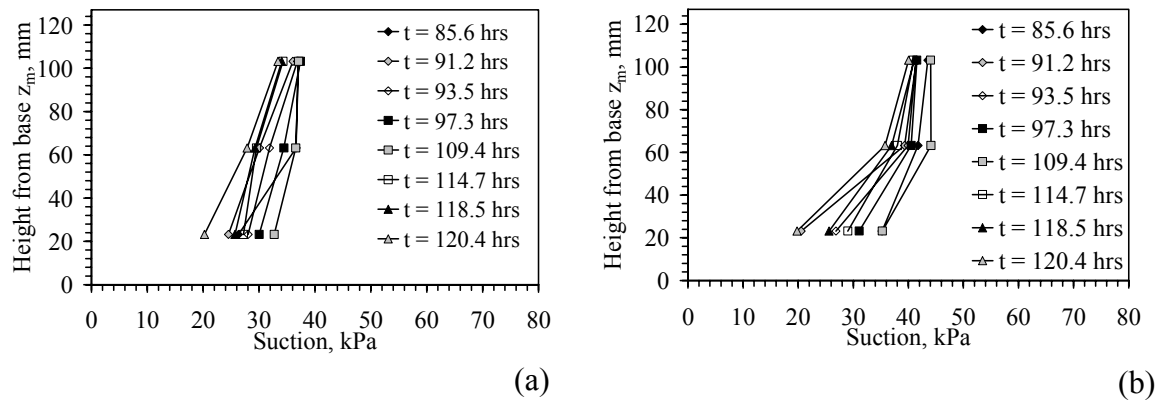 Height from base zm, mm
120
100
80
60
40
20
0
0 10 20 30 40 50 60 70 80
Suction, kPa
t = 85.6 hrs
t = 91.2 hrs
t = 93.5 hrs
t = 97.3 hrs
t = 109.4 hrs
t = 114.7 hrs
t = 118.5 hrs
t = 120.4 hrs
(a)
Height from base zm, mm
120
100
80
60
40
20
0
0 10 20 30 40 50 60 70 80
Suction, kPa
t = 85.6 hrs
t = 91.2 hrs
t = 93.5 hrs
t = 97.3 hrs
t = 109.4 hrs
t = 114.7 hrs
t = 118.5 hrs
t = 120.4 hrs
(b)